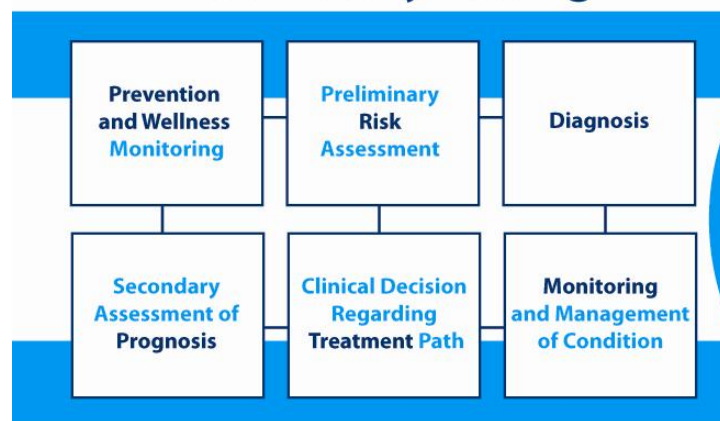 Prevention
and Wellness
Monitoring
Preliminary
Risk
Assessment
Diagnosis
Secondary
Assessment of
Prognosis
Clinical Decision
Regarding
Treatment Path
Monitoring
and Management
of Condition